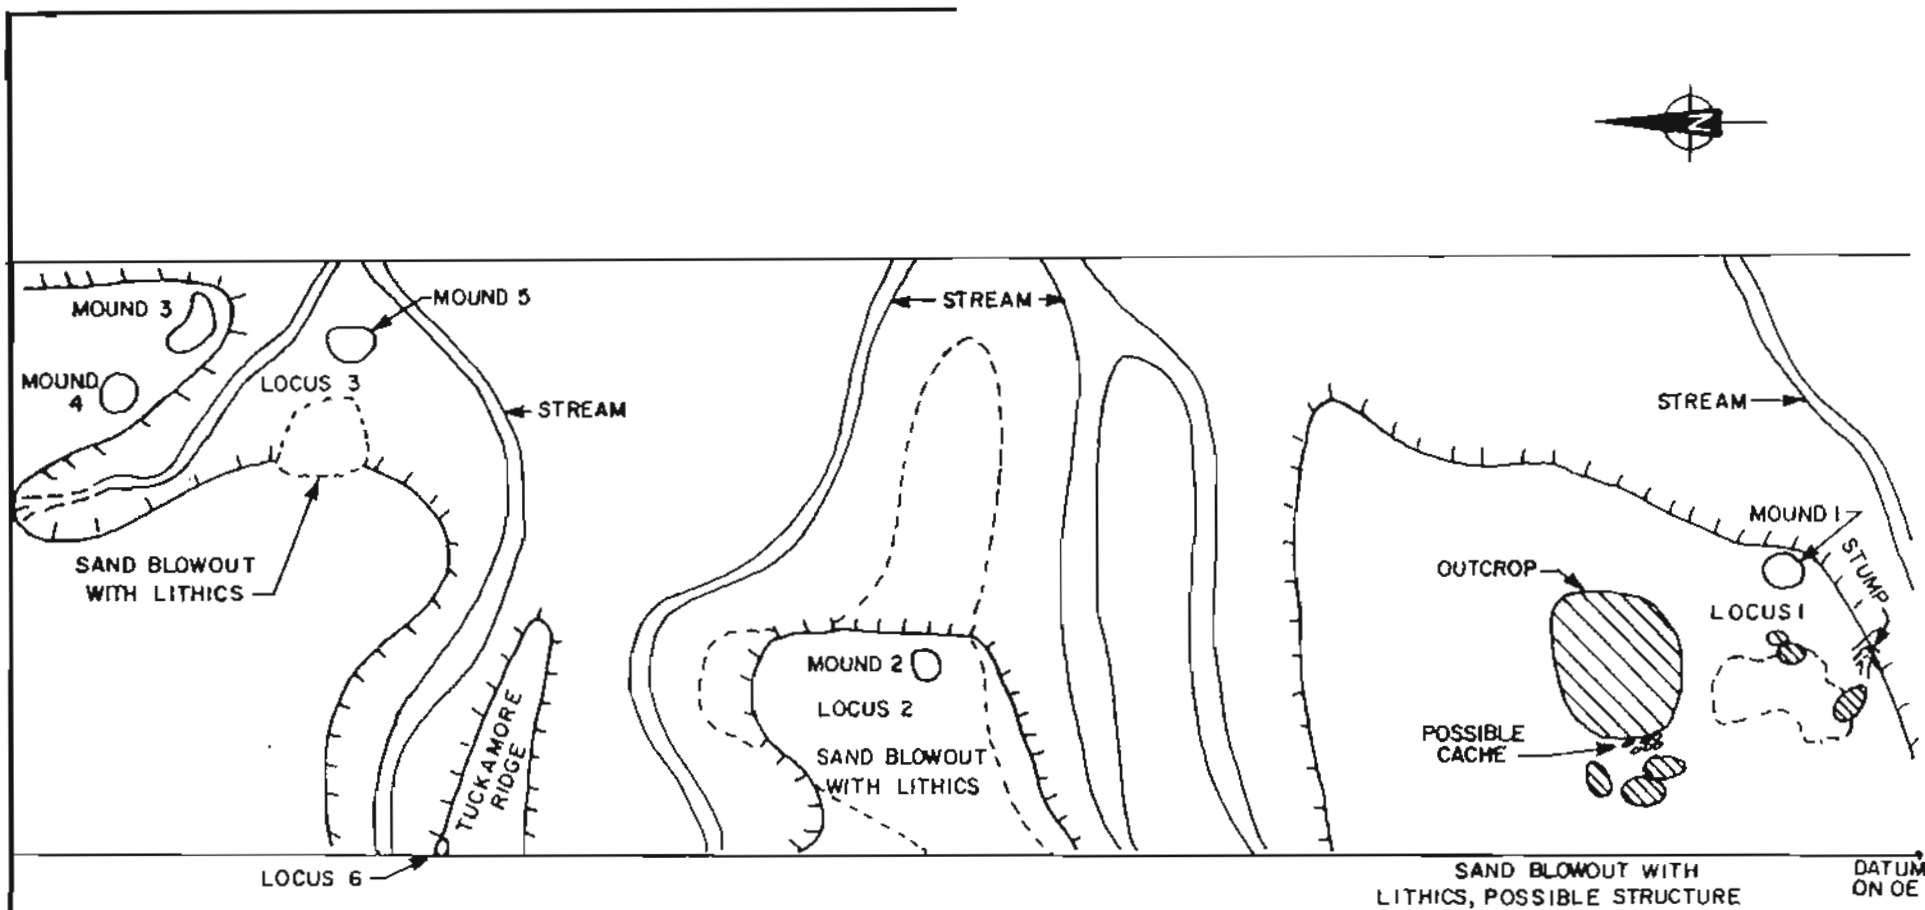 N
MOUND 3
MOUND 5
STREAM
MOUND
4
LOCUS 3
STREAM
STREAM
MOUND 1
STUMP
SAND BLOWOUT
WITH LITHICS
OUTCROP
LOCUS 1
MOUND 2
LOCUS 2
TUCKAMORE
RIDGE
SAND BLOWOUT
WITH LITHICS
POSSIBLE
CACHE
LOCUS 6
SAND BLOWOUT WITH
LITHICS, POSSIBLE STRUCTURE
DATUM
ON OE